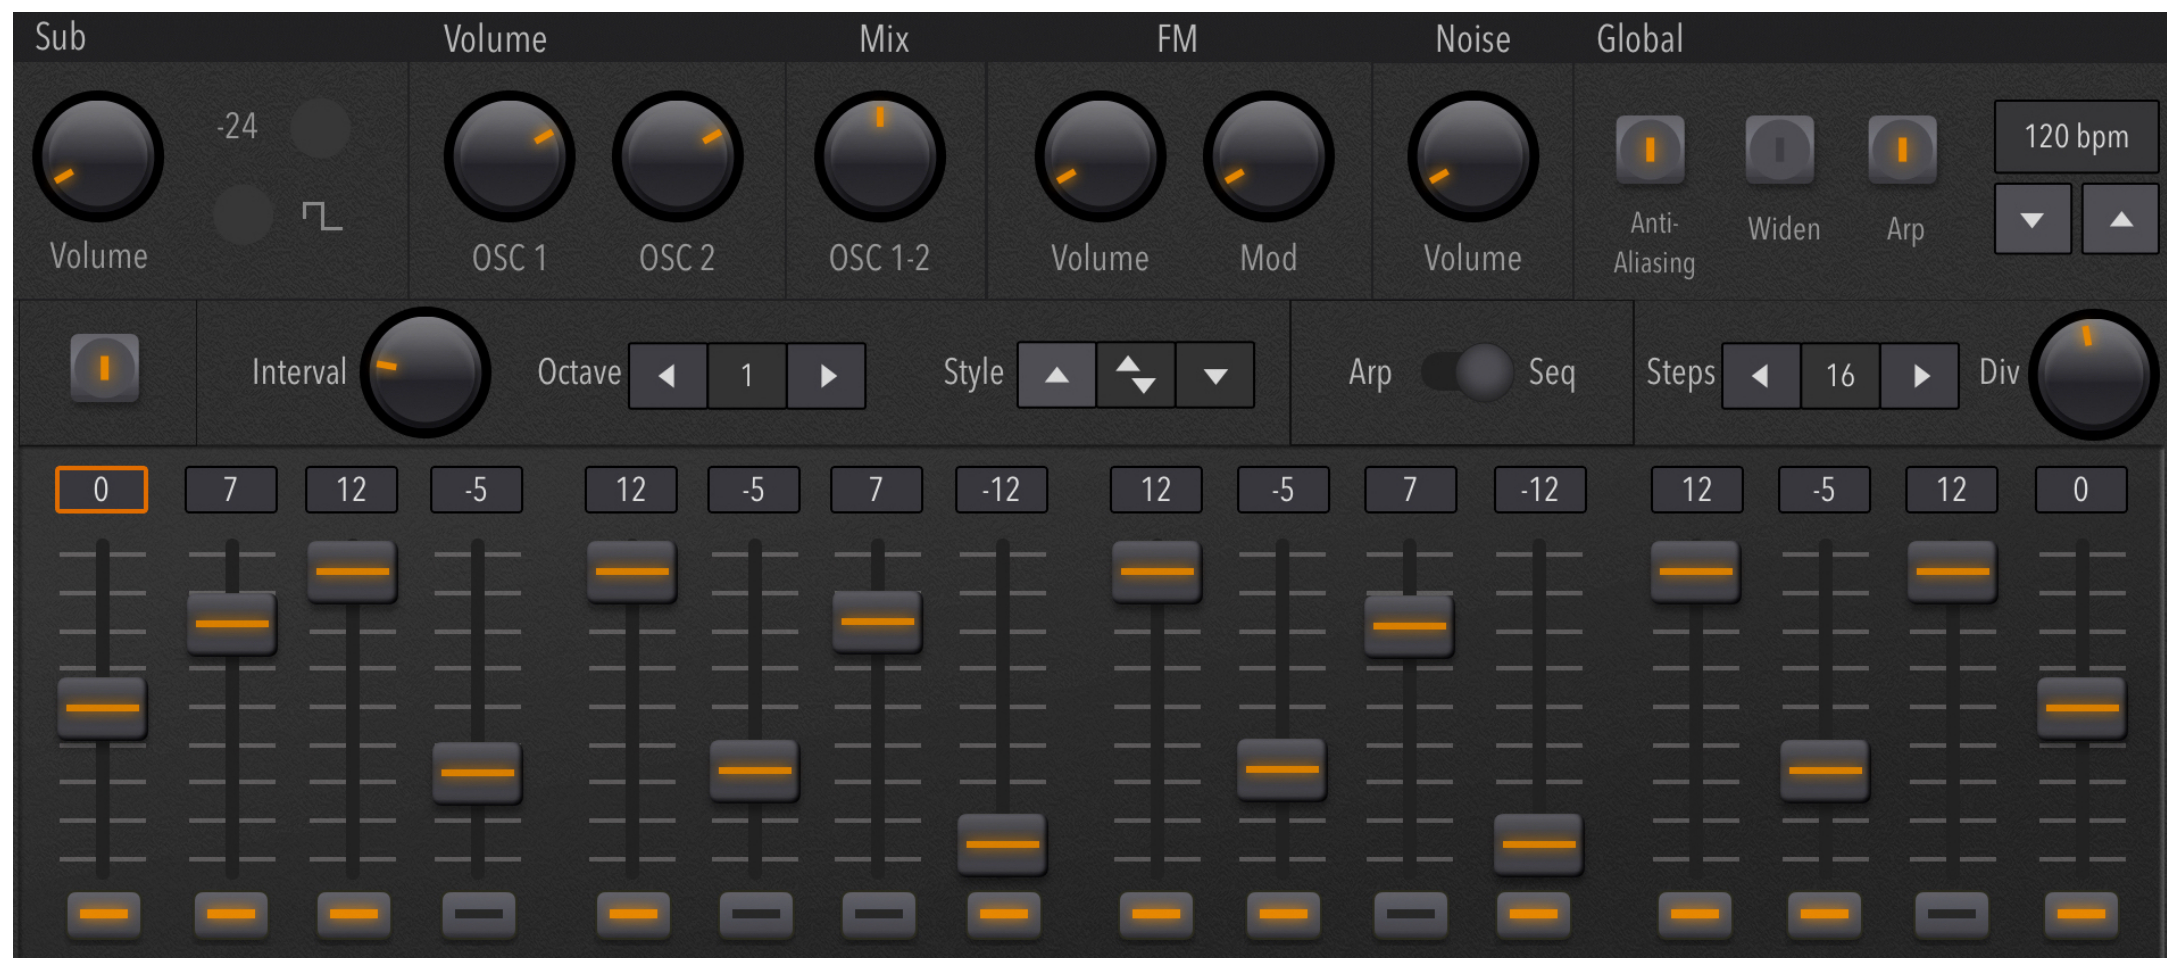 Sub Volume Mix FM Noise Global
-24
120 bpm
Volume OSC 1 OSC 2 OSC 1-2 Volume Mod Volume
Anti-
Aliasing
Widen
Arp
Interval Octave 1 Style Arp Seq Steps 16 Div
0 7 12 -5 12 -5 7 -12 12 -5 7 -12 12 -5 12 0